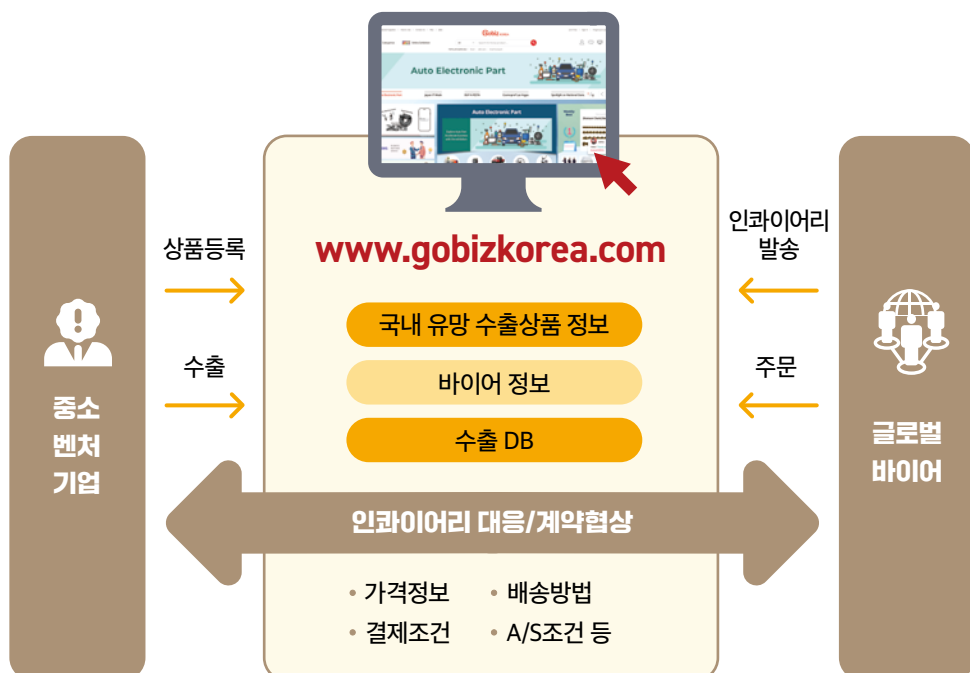 Gobiz
Auto Electronic Part
Auto Electronic Part
www.gobizkorea.com
상품등록
수출
중소
벤처
기업
국내 유망 수출상품 정보
바이어 정보
수출 DB
인콰이어리
발송
주문
글로벌
바이어
인콰이어리 대응/계약협상
• 가격정보 • 배송방법
• 결제조건 • A/S조건 등